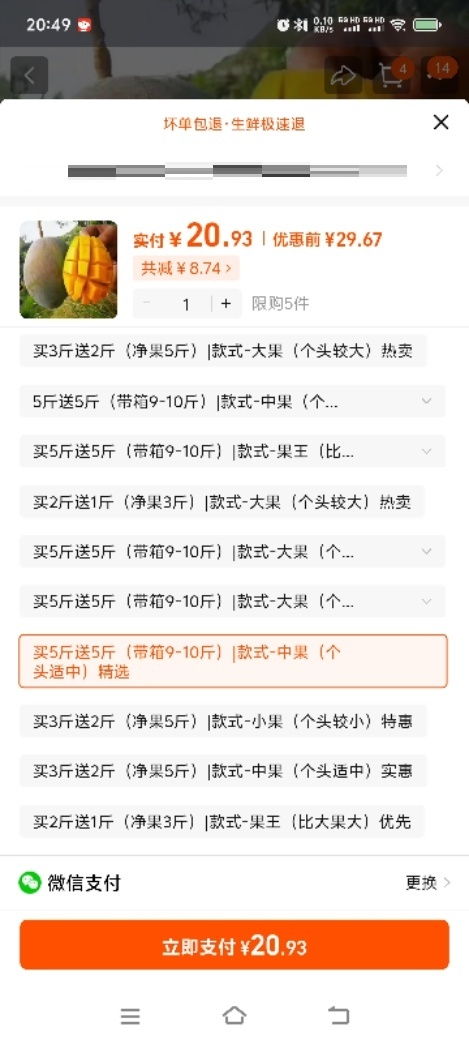 20:49
0.10
KB/s
5G HD 5G HD
4
14
坏单包退·生鲜极速退
实付¥20.93 | 优惠前¥29.67
共减¥8.74>
- 1 + 限购5件
买3斤送2斤（净果5斤）|款式-大果（个头较大）热卖
5斤送5斤（带箱9-10斤）|款式-中果（个...
买5斤送5斤（带箱9-10斤）|款式-果王（比...
买2斤送1斤（净果3斤）|款式-大果（个头较大）热卖
买5斤送5斤（带箱9-10斤）|款式-大果（个...
买5斤送5斤（带箱9-10斤）|款式-大果（个...
买5斤送5斤（带箱9-10斤）|款式-中果（个
头适中）精选
买3斤送2斤（净果5斤）|款式-小果（个头较小）特惠
买3斤送2斤（净果5斤）|款式-中果（个头适中）实惠
买2斤送1斤（净果3斤）|款式-果王（比大果大）优先
微信支付
更换>
立即支付¥20.93